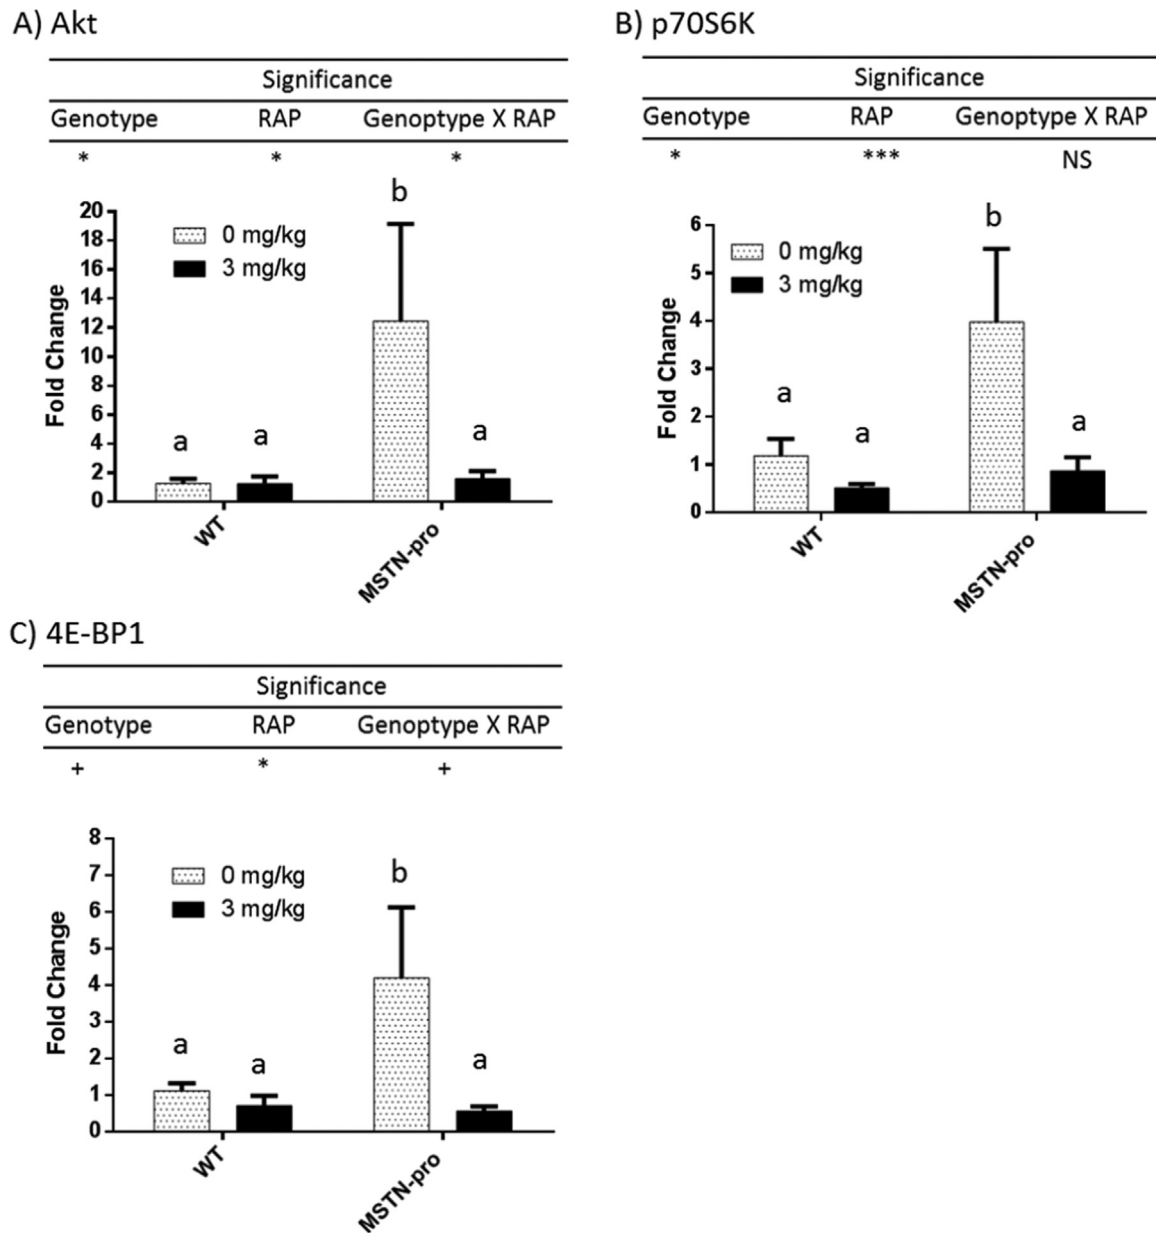 A) Akt
Significance
Genotype RAP Genoptype X RAP
* * *
b
20
18
16
14
12
10
8
6
4
2
0
Fold Change
0 mg/kg
3 mg/kg
a a a
WT MSTN-pro
B) p70S6K
Significance
Genotype RAP Genoptype X RAP
* *** NS
b
6
5
4
3
2
1
0
Fold Change
0 mg/kg
3 mg/kg
a a a
WT MSTN-pro
C) 4E-BP1
Significance
Genotype RAP Genoptype X RAP
+ * +
8
7
6
5
4
3
2
1
0
Fold Change
0 mg/kg
3 mg/kg
b
a a a
WT MSTN-pro